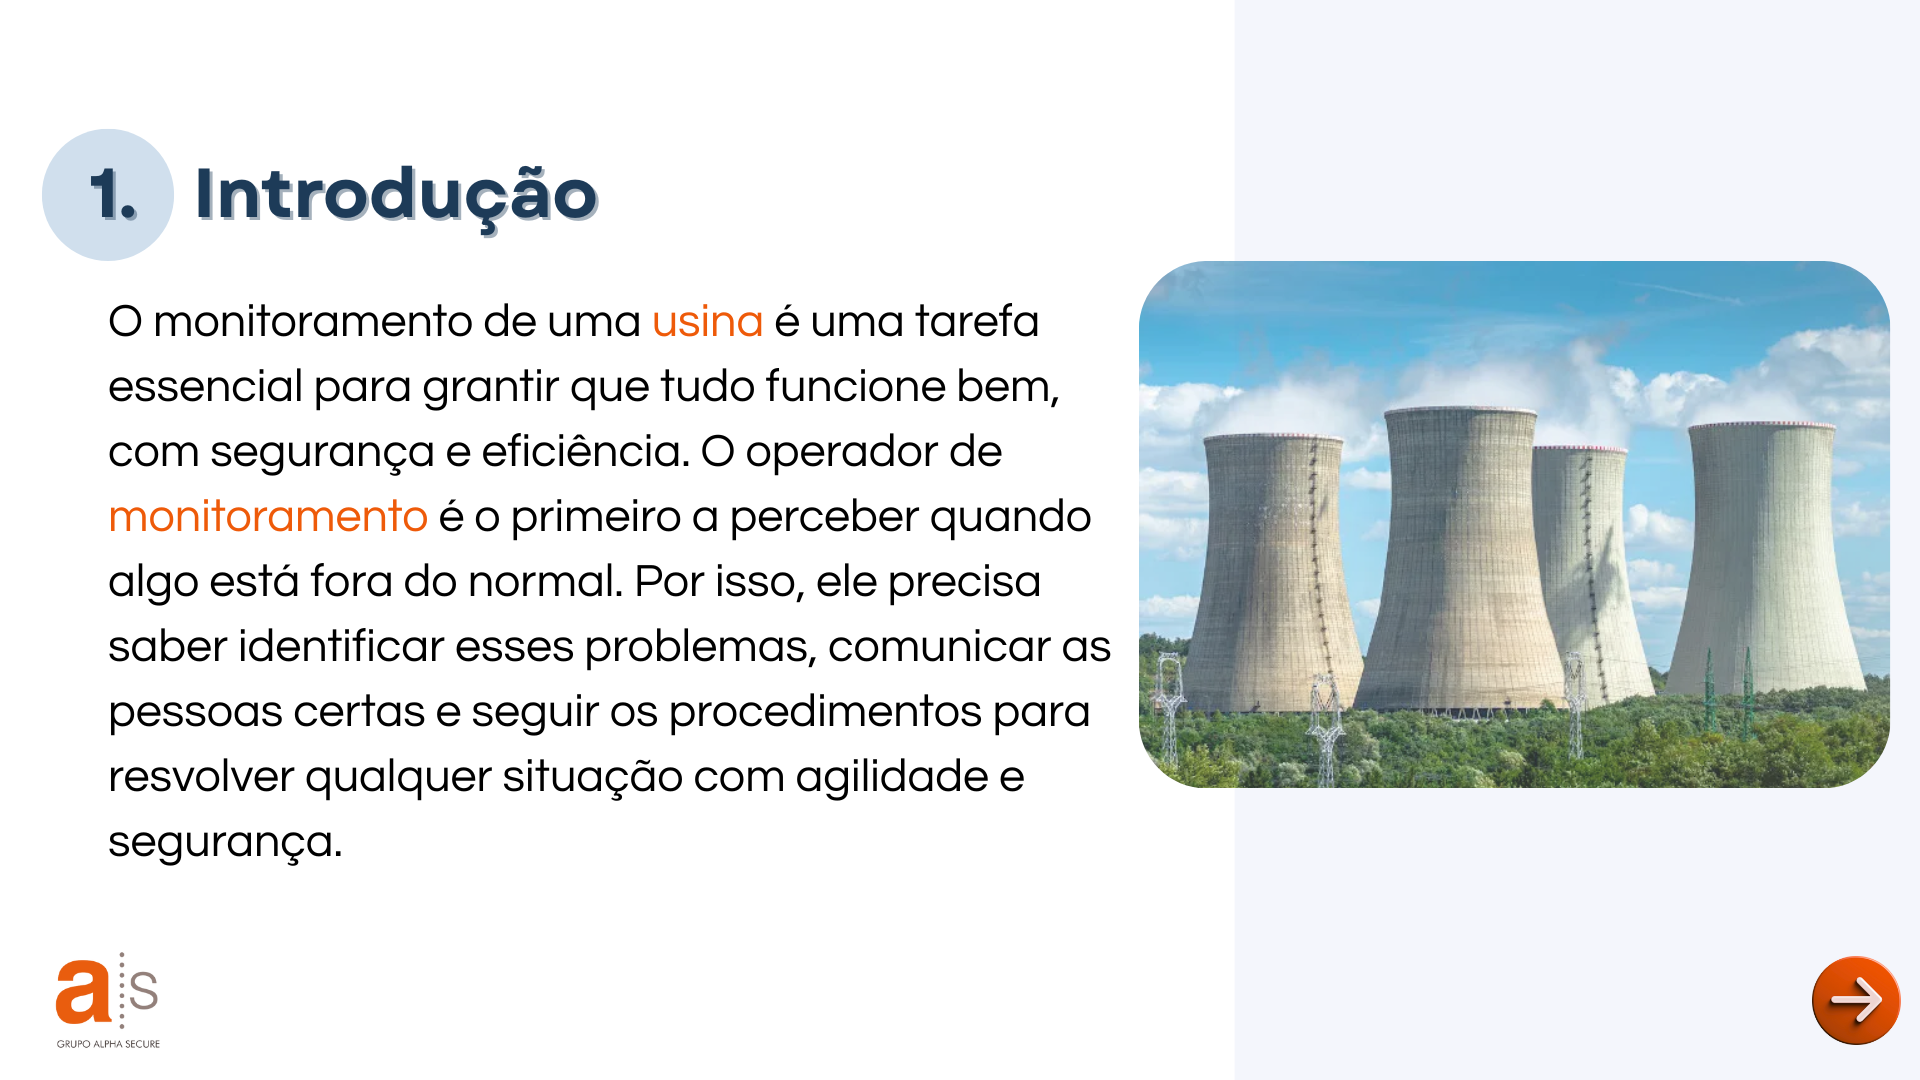 1. Introdução
O monitoramento de uma usina é uma tarefa
essencial para grantir que tudo funcione bem,
com segurança e eficiência. O operador de
monitoramento é o primeiro a perceber quando
algo está fora do normal. Por isso, ele precisa
saber identificar esses problemas, comunicar as
pessoas certas e seguir os procedimentos para
resvolver qualquer situação com agilidade e
segurança.
a s
GRUPO ALPHA SECURE